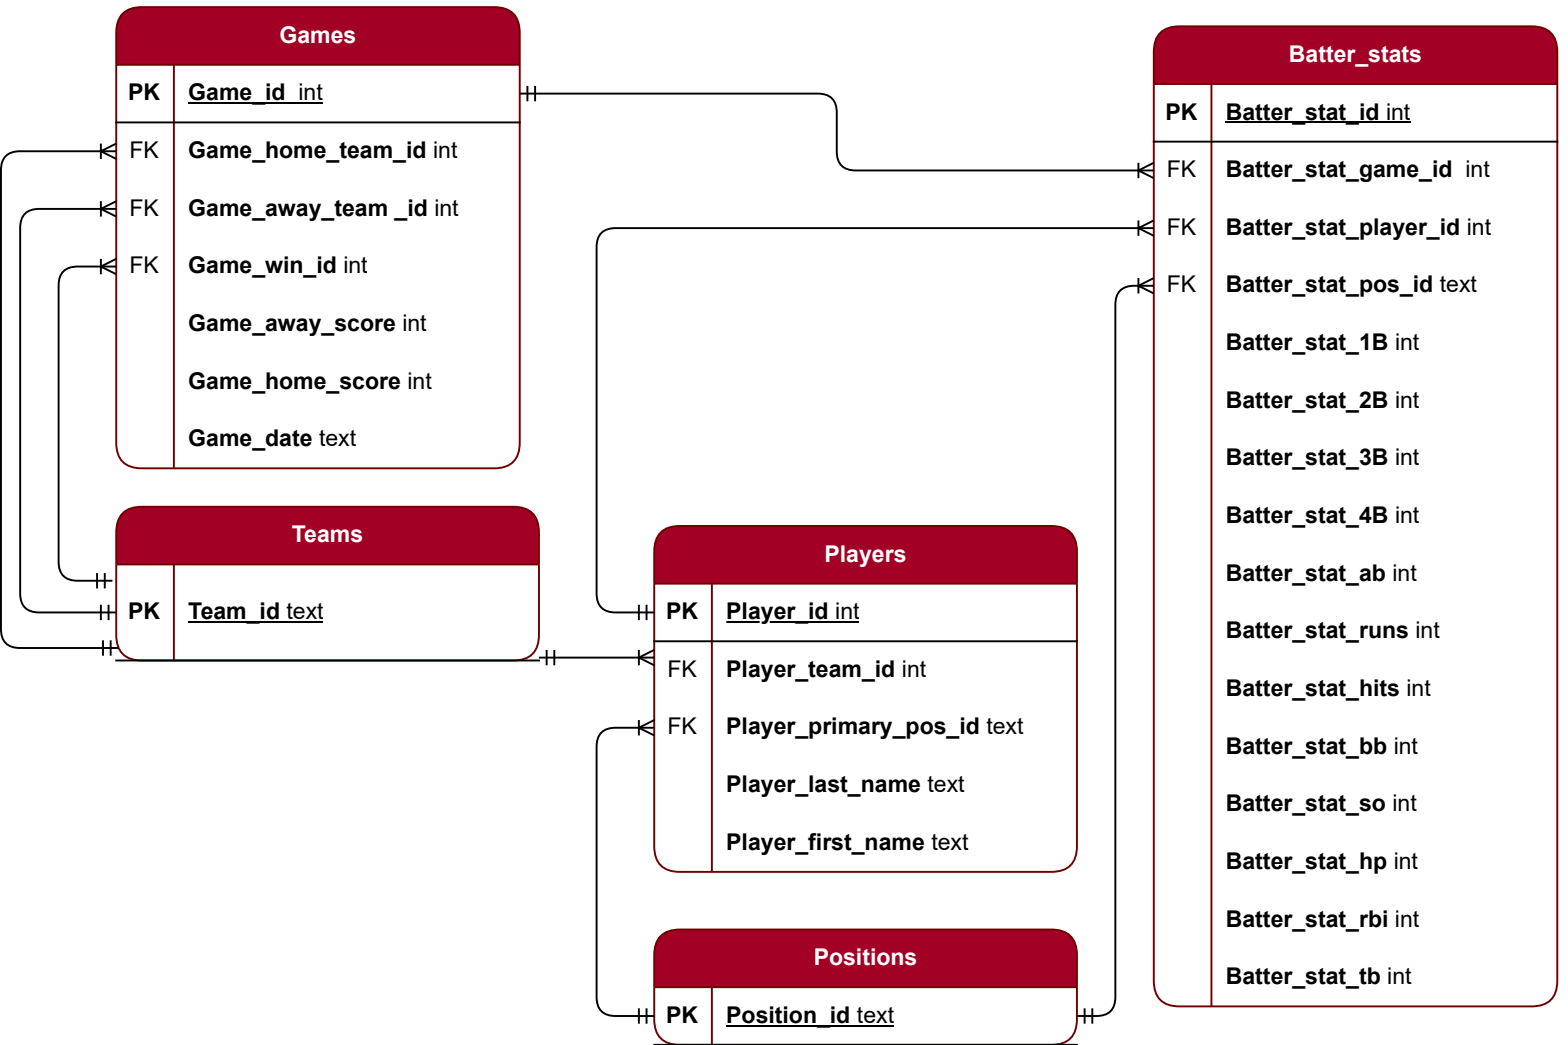 Games
PK Game_id int
FK Game_home_team_id int
FK Game_away_team _id int
FK Game_win_id int
Game_away_score int
Game_home_score int
Game_date text
Teams
PK Team_id text
Players
PK Player_id int
FK Player_team_id int
FK Player_primary_pos_id text
Player_last_name text
Player_first_name text
Positions
PK Position_id text
Batter_stats
PK Batter_stat_id int
FK Batter_stat_game_id int
FK Batter_stat_player_id int
FK Batter_stat_pos_id text
Batter_stat_1B int
Batter_stat_2B int
Batter_stat_3B int
Batter_stat_4B int
Batter_stat_ab int
Batter_stat_runs int
Batter_stat_hits int
Batter_stat_bb int
Batter_stat_so int
Batter_stat_hp int
Batter_stat_rbi int
Batter_stat_tb int